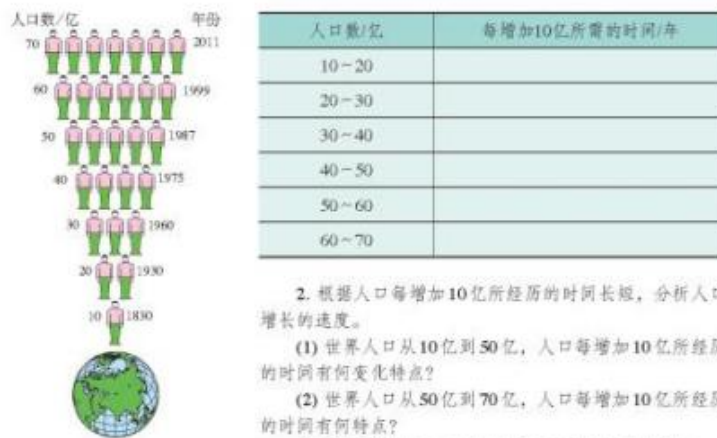 人口数/亿 年份
70 2011
60 1999
50 1987
40 1975
30 1960
20 1930
10 1830
人口数/亿 每增加10亿所需的时间/年
10~20
20~30
30~40
40~50
50~60
60~70
2. 根据人口每增加10亿所经历的时间长短，分析人口
增长的速度。
(1) 世界人口从10亿到50亿，人口每增加10亿所经历
的时间有何变化特点？
(2) 世界人口从50亿到70亿，人口每增加10亿所经历
的时间有何特点？